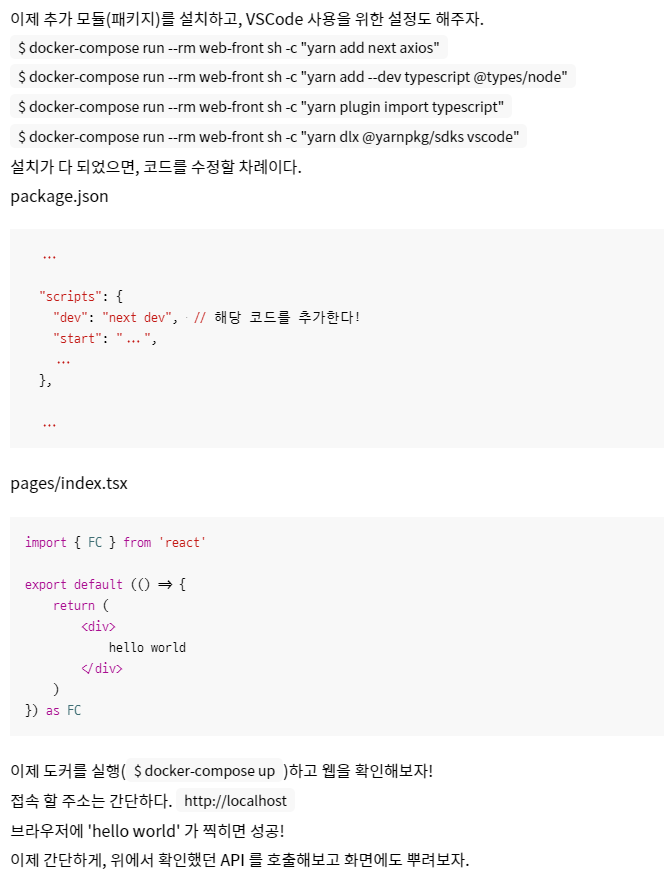 이제 추가 모듈(패키지)를 설치하고, VSCode 사용을 위한 설정도 해주자.
$ docker-compose run --rm web-front sh -c "yarn add next axios"
$ docker-compose run --rm web-front sh -c "yarn add --dev typescript @types/node"
$ docker-compose run --rm web-front sh -c "yarn plugin import typescript"
$ docker-compose run --rm web-front sh -c "yarn dlx @yarnpkg/sdks vscode"
설치가 다 되었으면, 코드를 수정할 차례이다.
package.json
...
"scripts": {
"dev": "next dev", // 해당 코드를 추가한다!
"start": "...",
...
},
...
pages/index.tsx
import { FC } from 'react'
export default (() => {
return (
<div>
hello world
</div>
)
}) as FC
이제 도커를 실행( $ docker-compose up )하고 웹을 확인해보자!
접속 할 주소는 간단하다. http://localhost
브라우저에 'hello world' 가 찍히면 성공!
이제 간단하게, 위에서 확인했던 API 를 호출해보고 화면에도 뿌려보자.